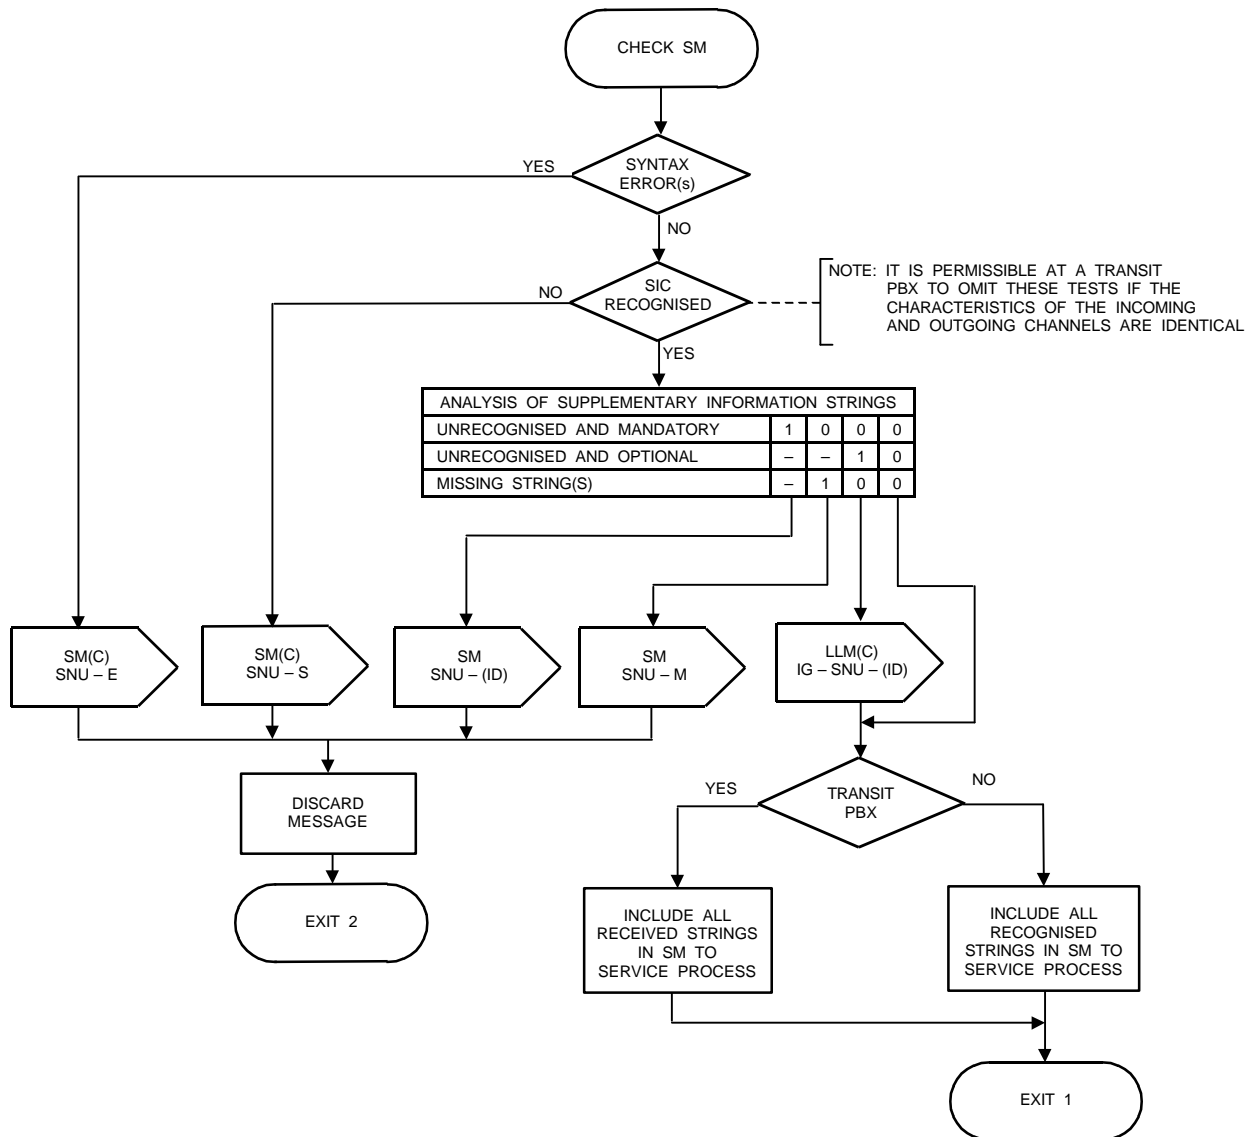 CHECK SM
YES
SYNTAX
ERROR(s)
NO
NO
SIC
RECOGNISED
NOTE: IT IS PERMISSIBLE AT A TRANSIT
PBX TO OMIT THESE TESTS IF THE
CHARACTERISTICS OF THE INCOMING
AND OUTGOING CHANNELS ARE IDENTICAL
YES
ANALYSIS OF SUPPLEMENTARY INFORMATION STRINGS
UNRECOGNISED AND MANDATORY 1 0 0 0
UNRECOGNISED AND OPTIONAL – – 1 0
MISSING STRING(S) – 1 0 0
SM(C)
SNU – E
SM(C)
SNU – S
SM
SNU – (ID)
SM
SNU – M
LLM(C)
IG – SNU – (ID)
DISCARD
MESSAGE
YES
TRANSIT
PBX
NO
EXIT 2
INCLUDE ALL
RECEIVED STRINGS
IN SM TO
SERVICE PROCESS
INCLUDE ALL
RECOGNISED
STRINGS IN SM TO
SERVICE PROCESS
EXIT 1